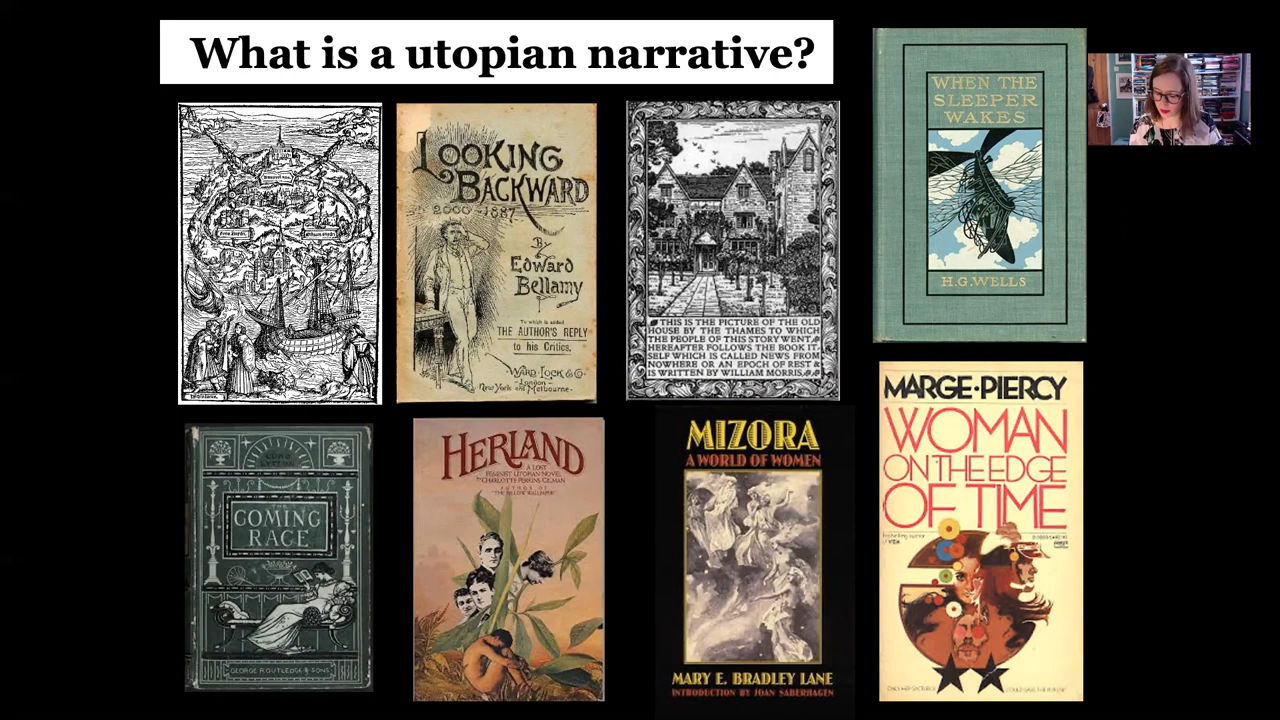 What is a utopian narrative?
LOOKING
BACKWARD
2000-1887
By
Edward
Bellamy
To which is added
THE AUTHOR'S REPLY
to his Critics.
WARD·LOCK & CO.
London
New York and Melbourne.
THIS IS THE PICTURE OF THE OLD
HOUSE BY THE THAMES TO WHICH
THE PEOPLE OF THIS STORY WENT
HEREAFTER FOLLOWS THE BOOK IT
SELF WHICH IS CALLED NEWS FROM
NOWHERE OR AN EPOCH OF REST &
IS WRITTEN BY WILLIAM MORRIS
WHEN THE
SLEEPER
WAKES
H.G.WELLS
THE
COMING
RACE
GEORGE ROUTLEDGE & SONS
HERLAND
A LOST
FEMINIST UTOPIAN NOVEL
by CHARLOTTE PERKINS GILMAN
AUTHOR OF
"THE YELLOW WALLPAPER"
MIZORA
A WORLD OF WOMEN
MARY E. BRADLEY LANE
INTRODUCTION BY JOAN SABERHAGEN
MARGE·PIERCY
WOMAN
ON THE EDGE
OF TIME